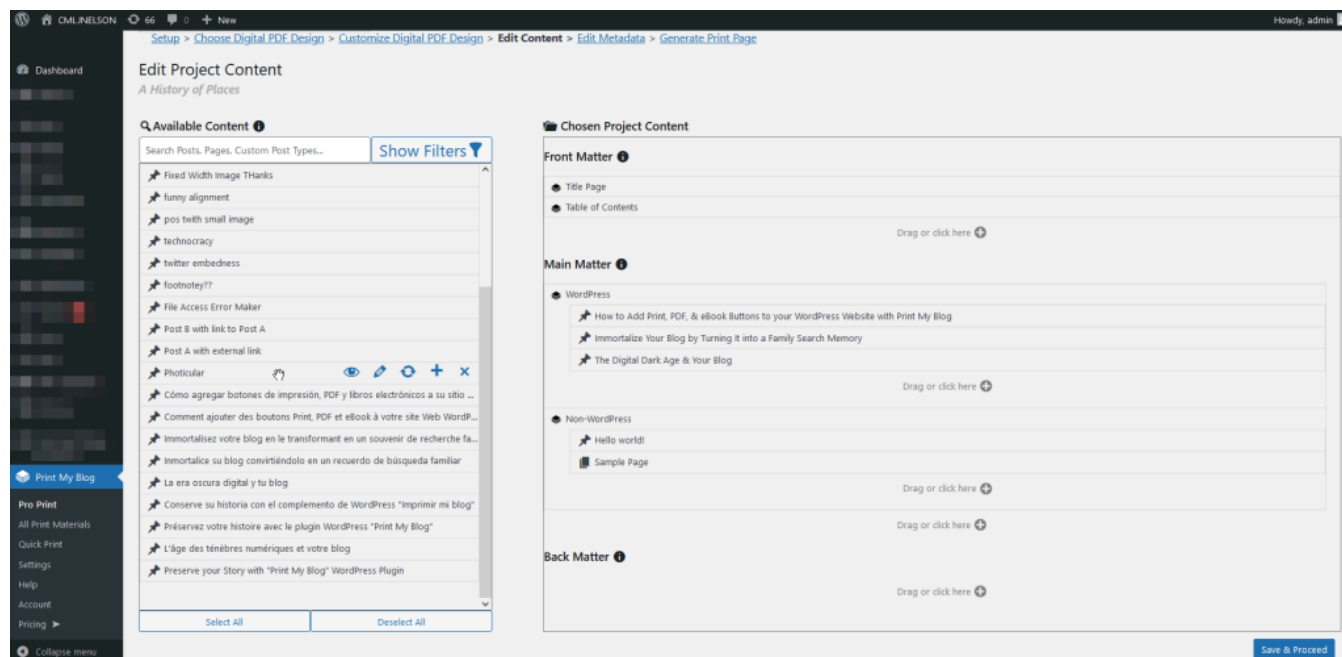 CMLJNELSON 66 0 + New Howdy, admin
Setup > Choose Digital PDF Design > Customize Digital PDF Design > Edit Content > Edit Metadata > Generate Print Page
Dashboard
Print My Blog
Pro Print
All Print Materials
Quick Print
Settings
Help
Account
Pricing ➤
Collapse menu
Edit Project Content
A History of Places
Available Content
Search Posts, Pages, Custom Post Types...
Show Filters
Fixed Width Image THanks
funny alignment
pos twith small image
technocracy
twitter embedness
footnotey??
File Access Error Maker
Post B with link to Post A
Post A with external link
Photicular
Cómo agregar botones de impresión, PDF y libros electrónicos a su sitio ...
Comment ajouter des boutons Print, PDF et eBook à votre site Web WordP...
Immortalisez votre blog en le transformant en un souvenir de recherche fa...
Inmortalice su blog convirtiéndolo en un recuerdo de búsqueda familiar
La era oscura digital y tu blog
Conserve su historia con el complemento de WordPress "Imprimir mi blog"
Préservez votre histoire avec le plugin WordPress "Print My Blog"
L'âge des ténèbres numériques et votre blog
Preserve your Story with "Print My Blog" WordPress Plugin
Select All
Deselect All
Chosen Project Content
Front Matter
Title Page
Table of Contents
Drag or click here
Main Matter
WordPress
How to Add Print, PDF, & eBook Buttons to your WordPress Website with Print My Blog
Immortalize Your Blog by Turning It into a Family Search Memory
The Digital Dark Age & Your Blog
Drag or click here
Non-WordPress
Hello world!
Sample Page
Drag or click here
Drag or click here
Back Matter
Drag or click here
Save & Proceed